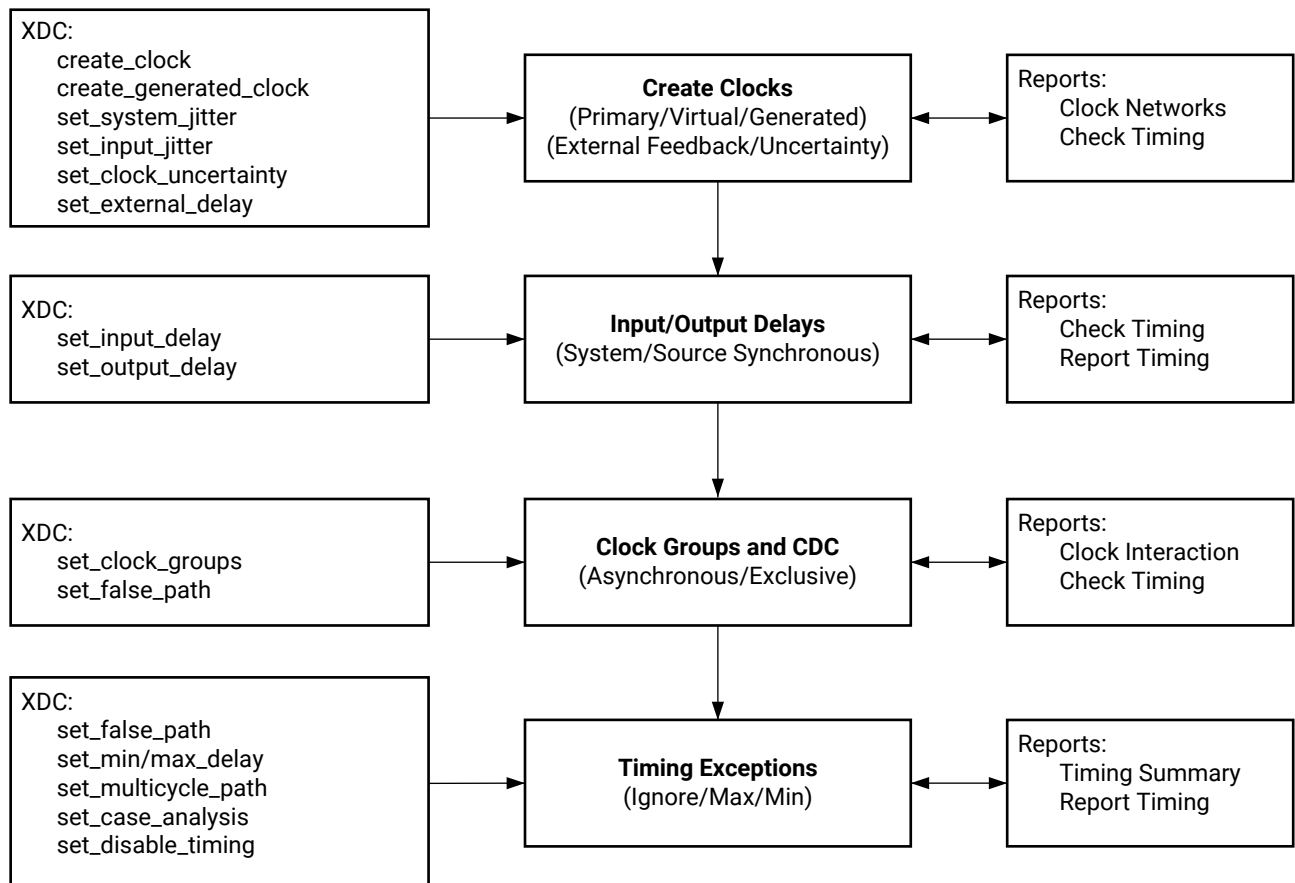 XDC:
create_clock
create_generated_clock
set_system_jitter
set_input_jitter
set_clock_uncertainty
set_external_delay
Create Clocks
(Primary/Virtual/Generated)
(External Feedback/Uncertainty)
Reports:
Clock Networks
Check Timing
XDC:
set_input_delay
set_output_delay
Input/Output Delays
(System/Source Synchronous)
Reports:
Check Timing
Report Timing
XDC:
set_clock_groups
set_false_path
Clock Groups and CDC
(Asynchronous/Exclusive)
Reports:
Clock Interaction
Check Timing
XDC:
set_false_path
set_min/max_delay
set_multicycle_path
set_case_analysis
set_disable_timing
Timing Exceptions
(Ignore/Max/Min)
Reports:
Timing Summary
Report Timing